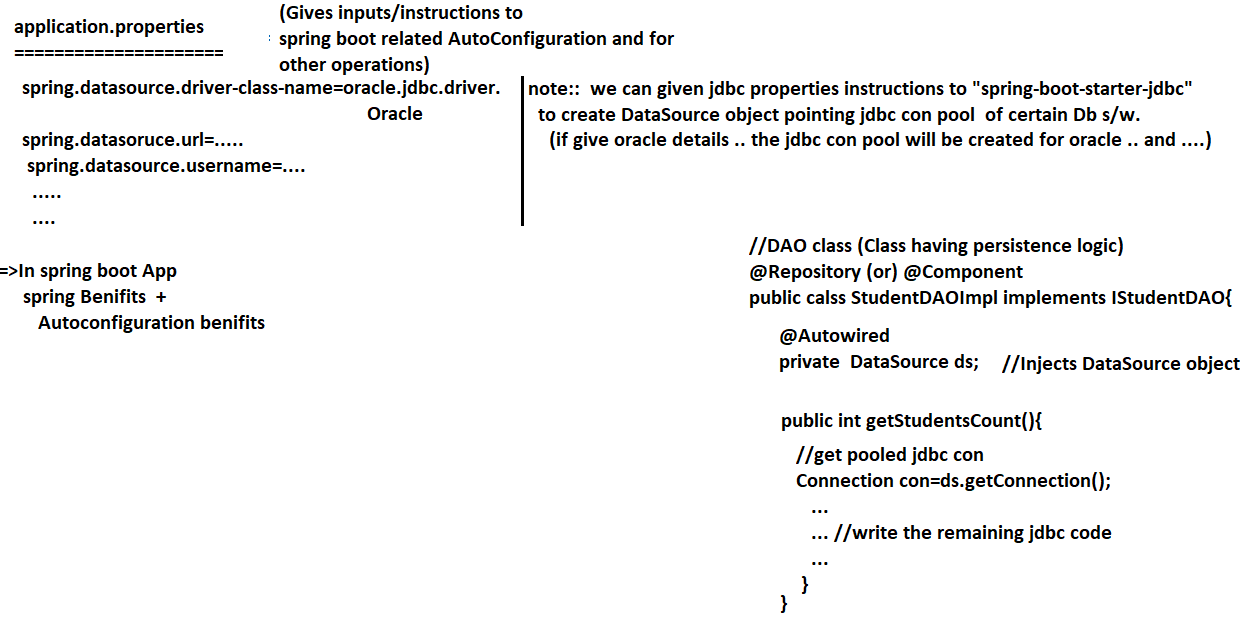 application.properties
=====================
: (Gives inputs/instructions to
spring boot related AutoConfiguration and for
other operations)
spring.datasource.driver-class-name=oracle.jdbc.driver.
Oracle
spring.datasoruce.url=.....
spring.datasource.username=....
.....
....
note:: we can given jdbc properties instructions to "spring-boot-starter-jdbc"
to create DataSource object pointing jdbc con pool of certain Db s/w.
(if give oracle details .. the jdbc con pool will be created for oracle .. and ....)
=>In spring boot App
spring Benifits +
Autoconfiguration benifits
//DAO class (Class having persistence logic)
@Repository (or) @Component
public calss StudentDAOImpl implements IStudentDAO{
@Autowired
private DataSource ds; //Injects DataSource object
public int getStudentsCount(){
//get pooled jdbc con
Connection con=ds.getConnection();
...
... //write the remaining jdbc code
...
}
}